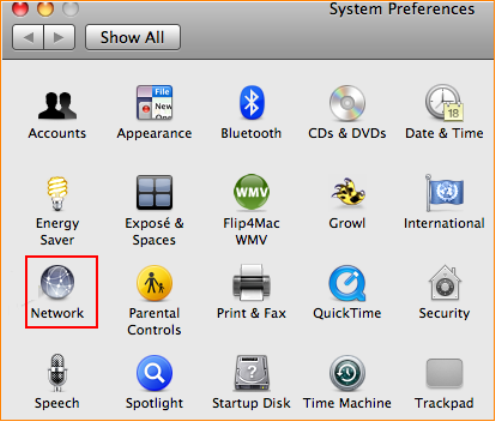 System Preferences
Show All
File
New
Accounts
Appearance
Bluetooth
CDs & DVDs
Date & Time
18
WMV
Energy
Saver
Exposé &
Spaces
Flip4Mac
WMV
Growl
International
Network
Parental
Controls
Print & Fax
QuickTime
Security
Speech
Spotlight
Startup Disk
Time Machine
Trackpad